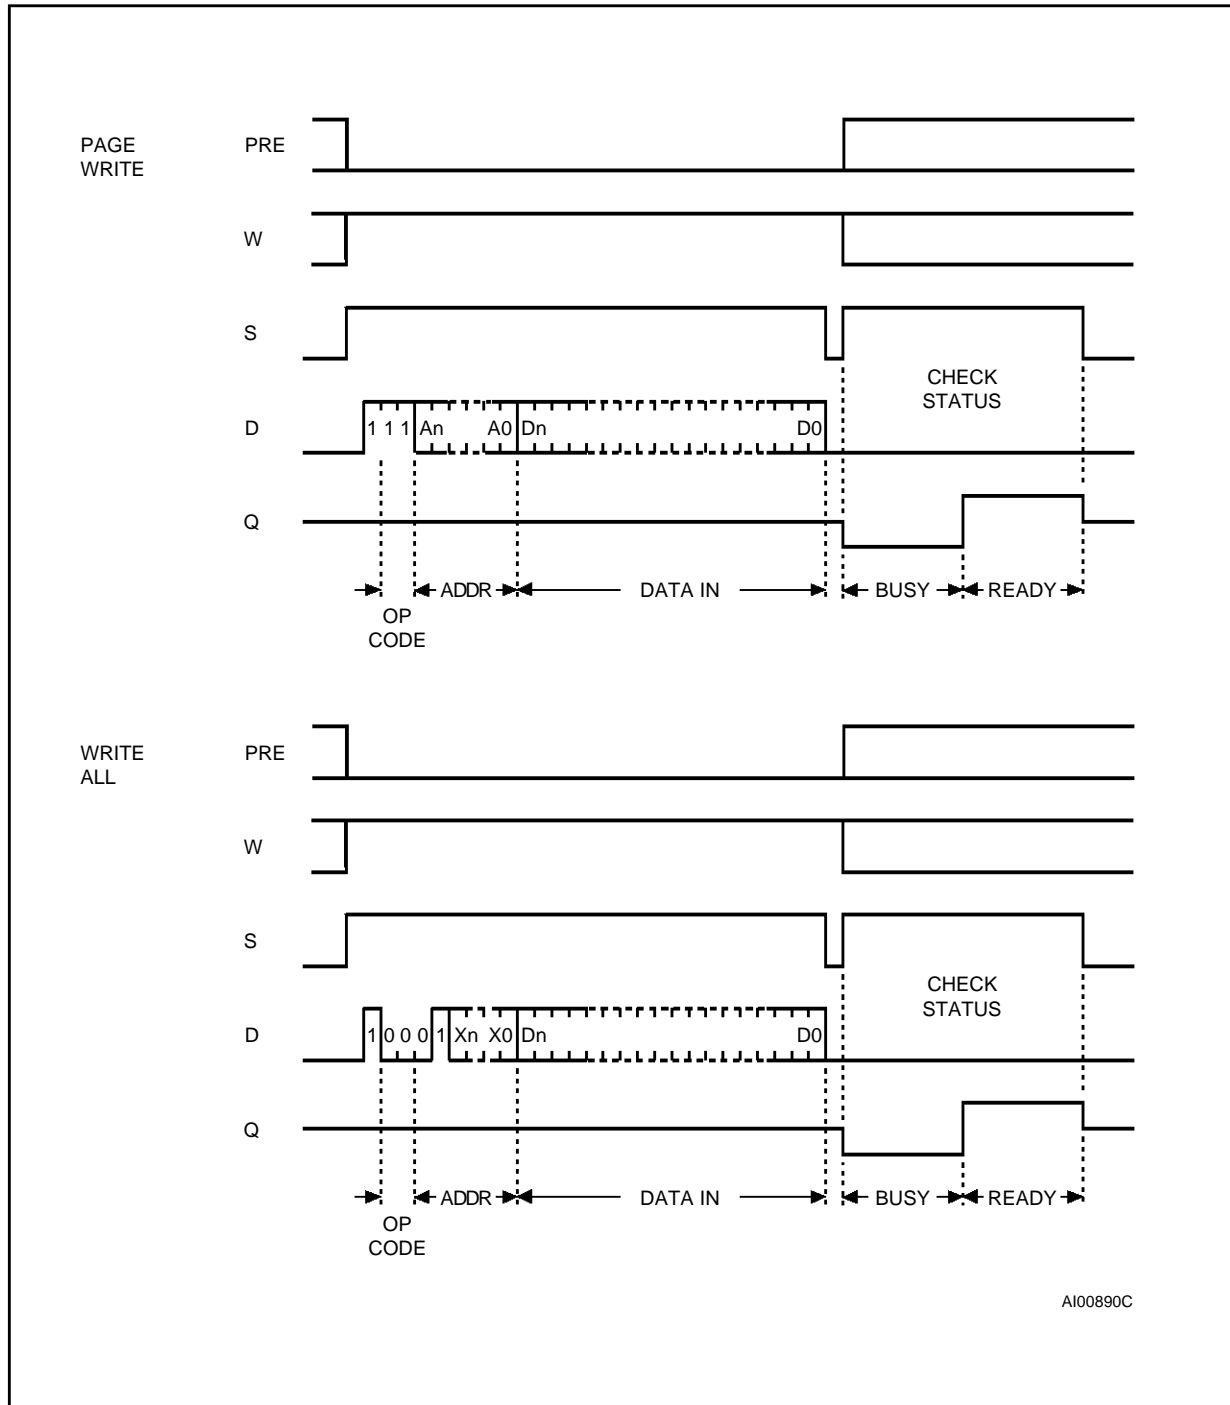 PAGE
WRITE
PRE
W
S
CHECK
STATUS
D
1 1 1 An A0 Dn D0
Q
ADDR DATA IN BUSY READY
OP
CODE
WRITE
ALL
PRE
W
S
CHECK
STATUS
D
1 0 0 0 1 Xn X0 Dn D0
Q
ADDR DATA IN BUSY READY
OP
CODE
AI00890C